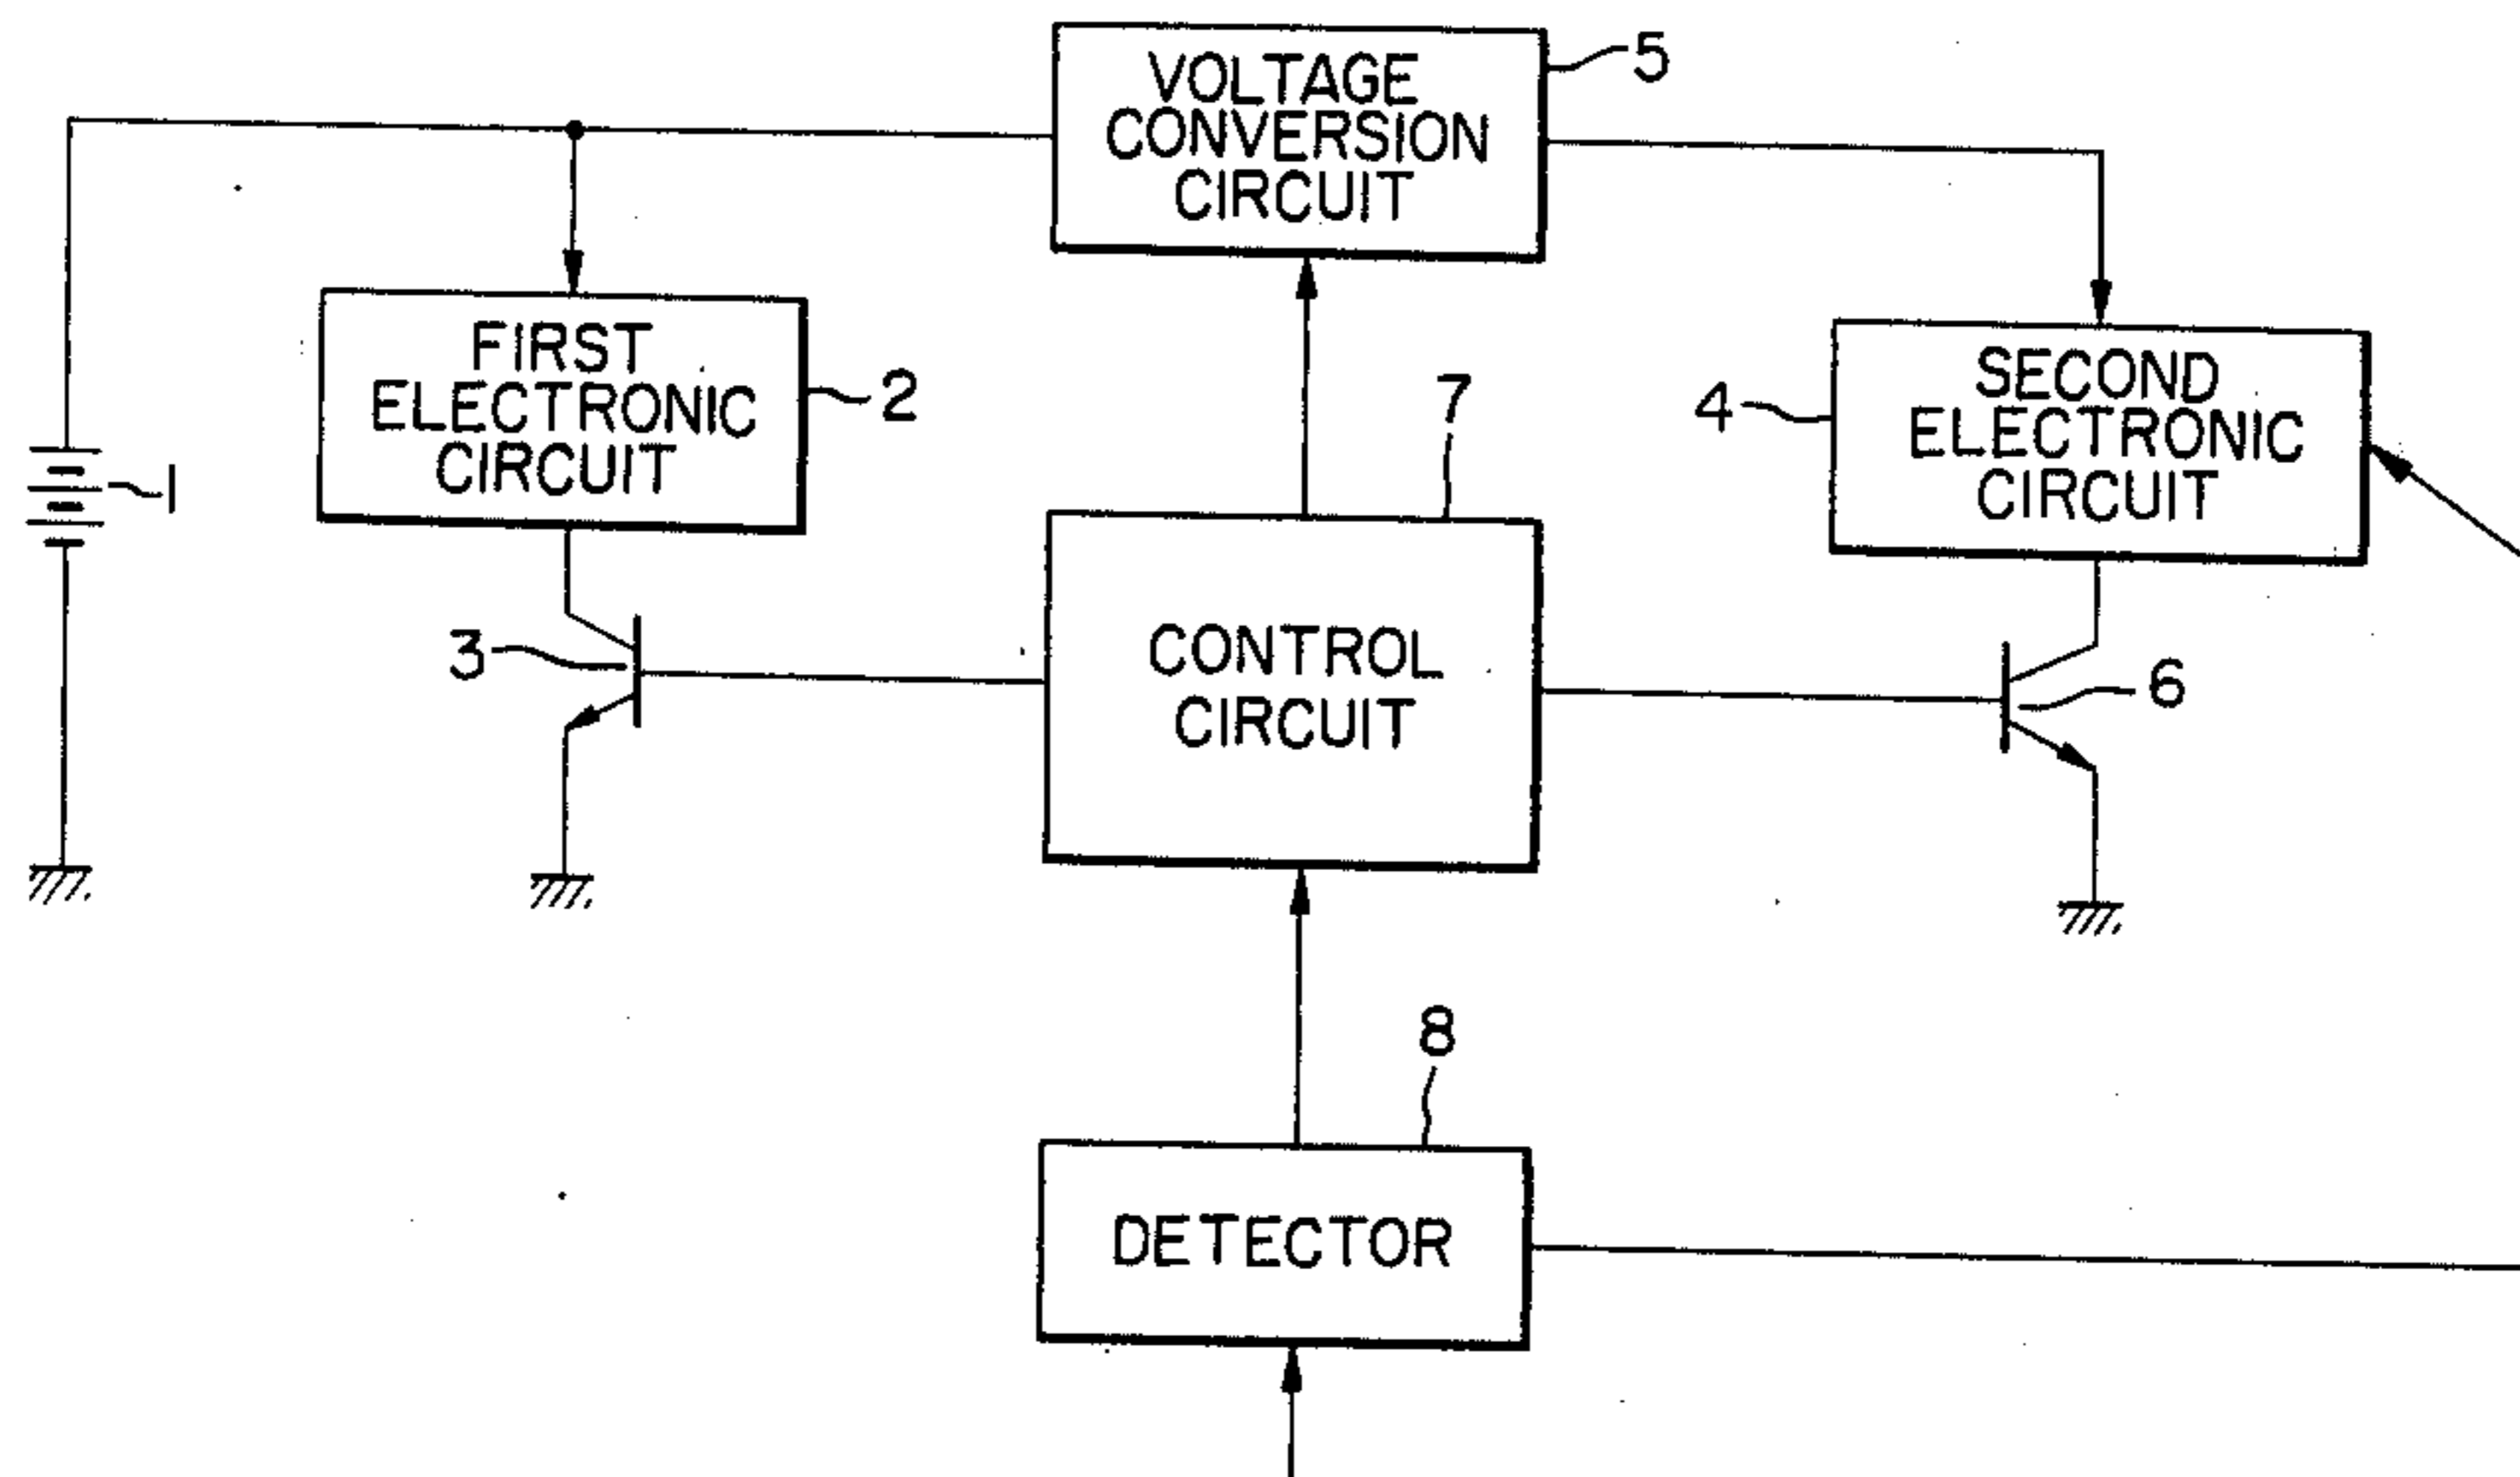 VOLTAGE
CONVERSION
CIRCUIT
5
FIRST
ELECTRONIC
CIRCUIT
2
7
4
SECOND
ELECTRONIC
CIRCUIT
1
3
CONTROL
CIRCUIT
6
8
DETECTOR